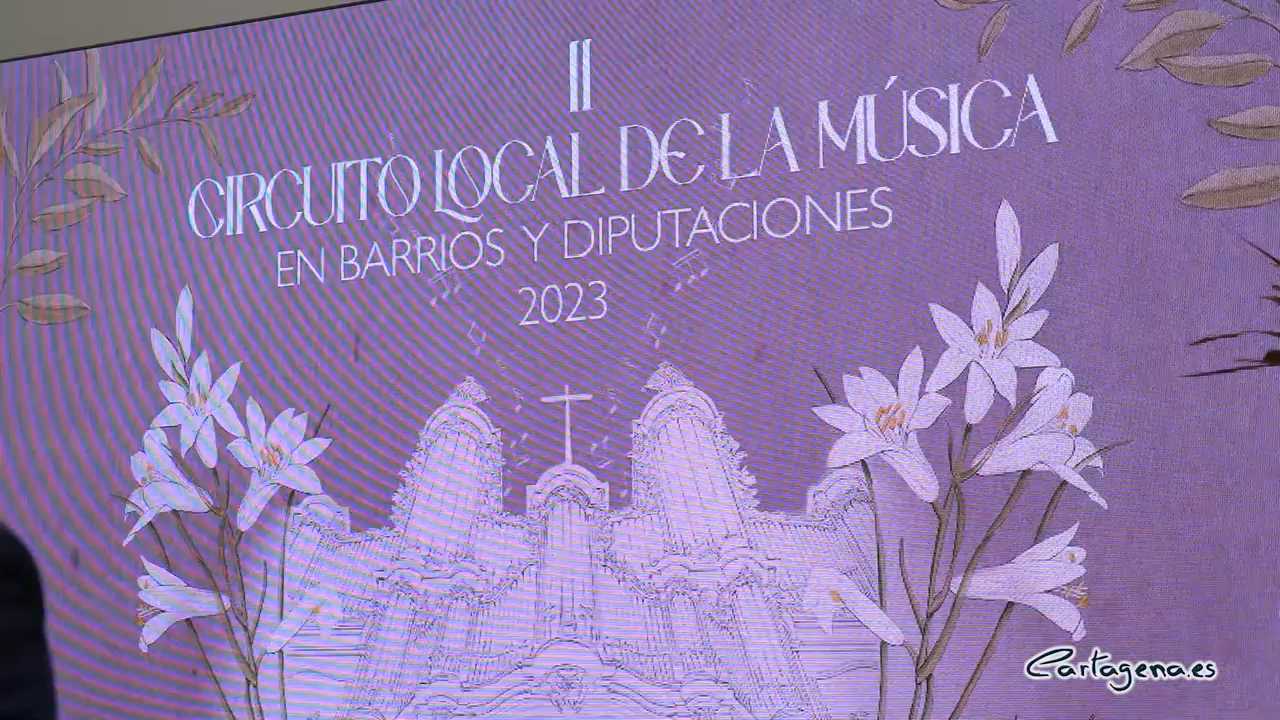 II
CIRCUITO LOCAL DE LA MÚSICA
EN BARRIOS Y DIPUTACIONES
2023
Cartagena.es